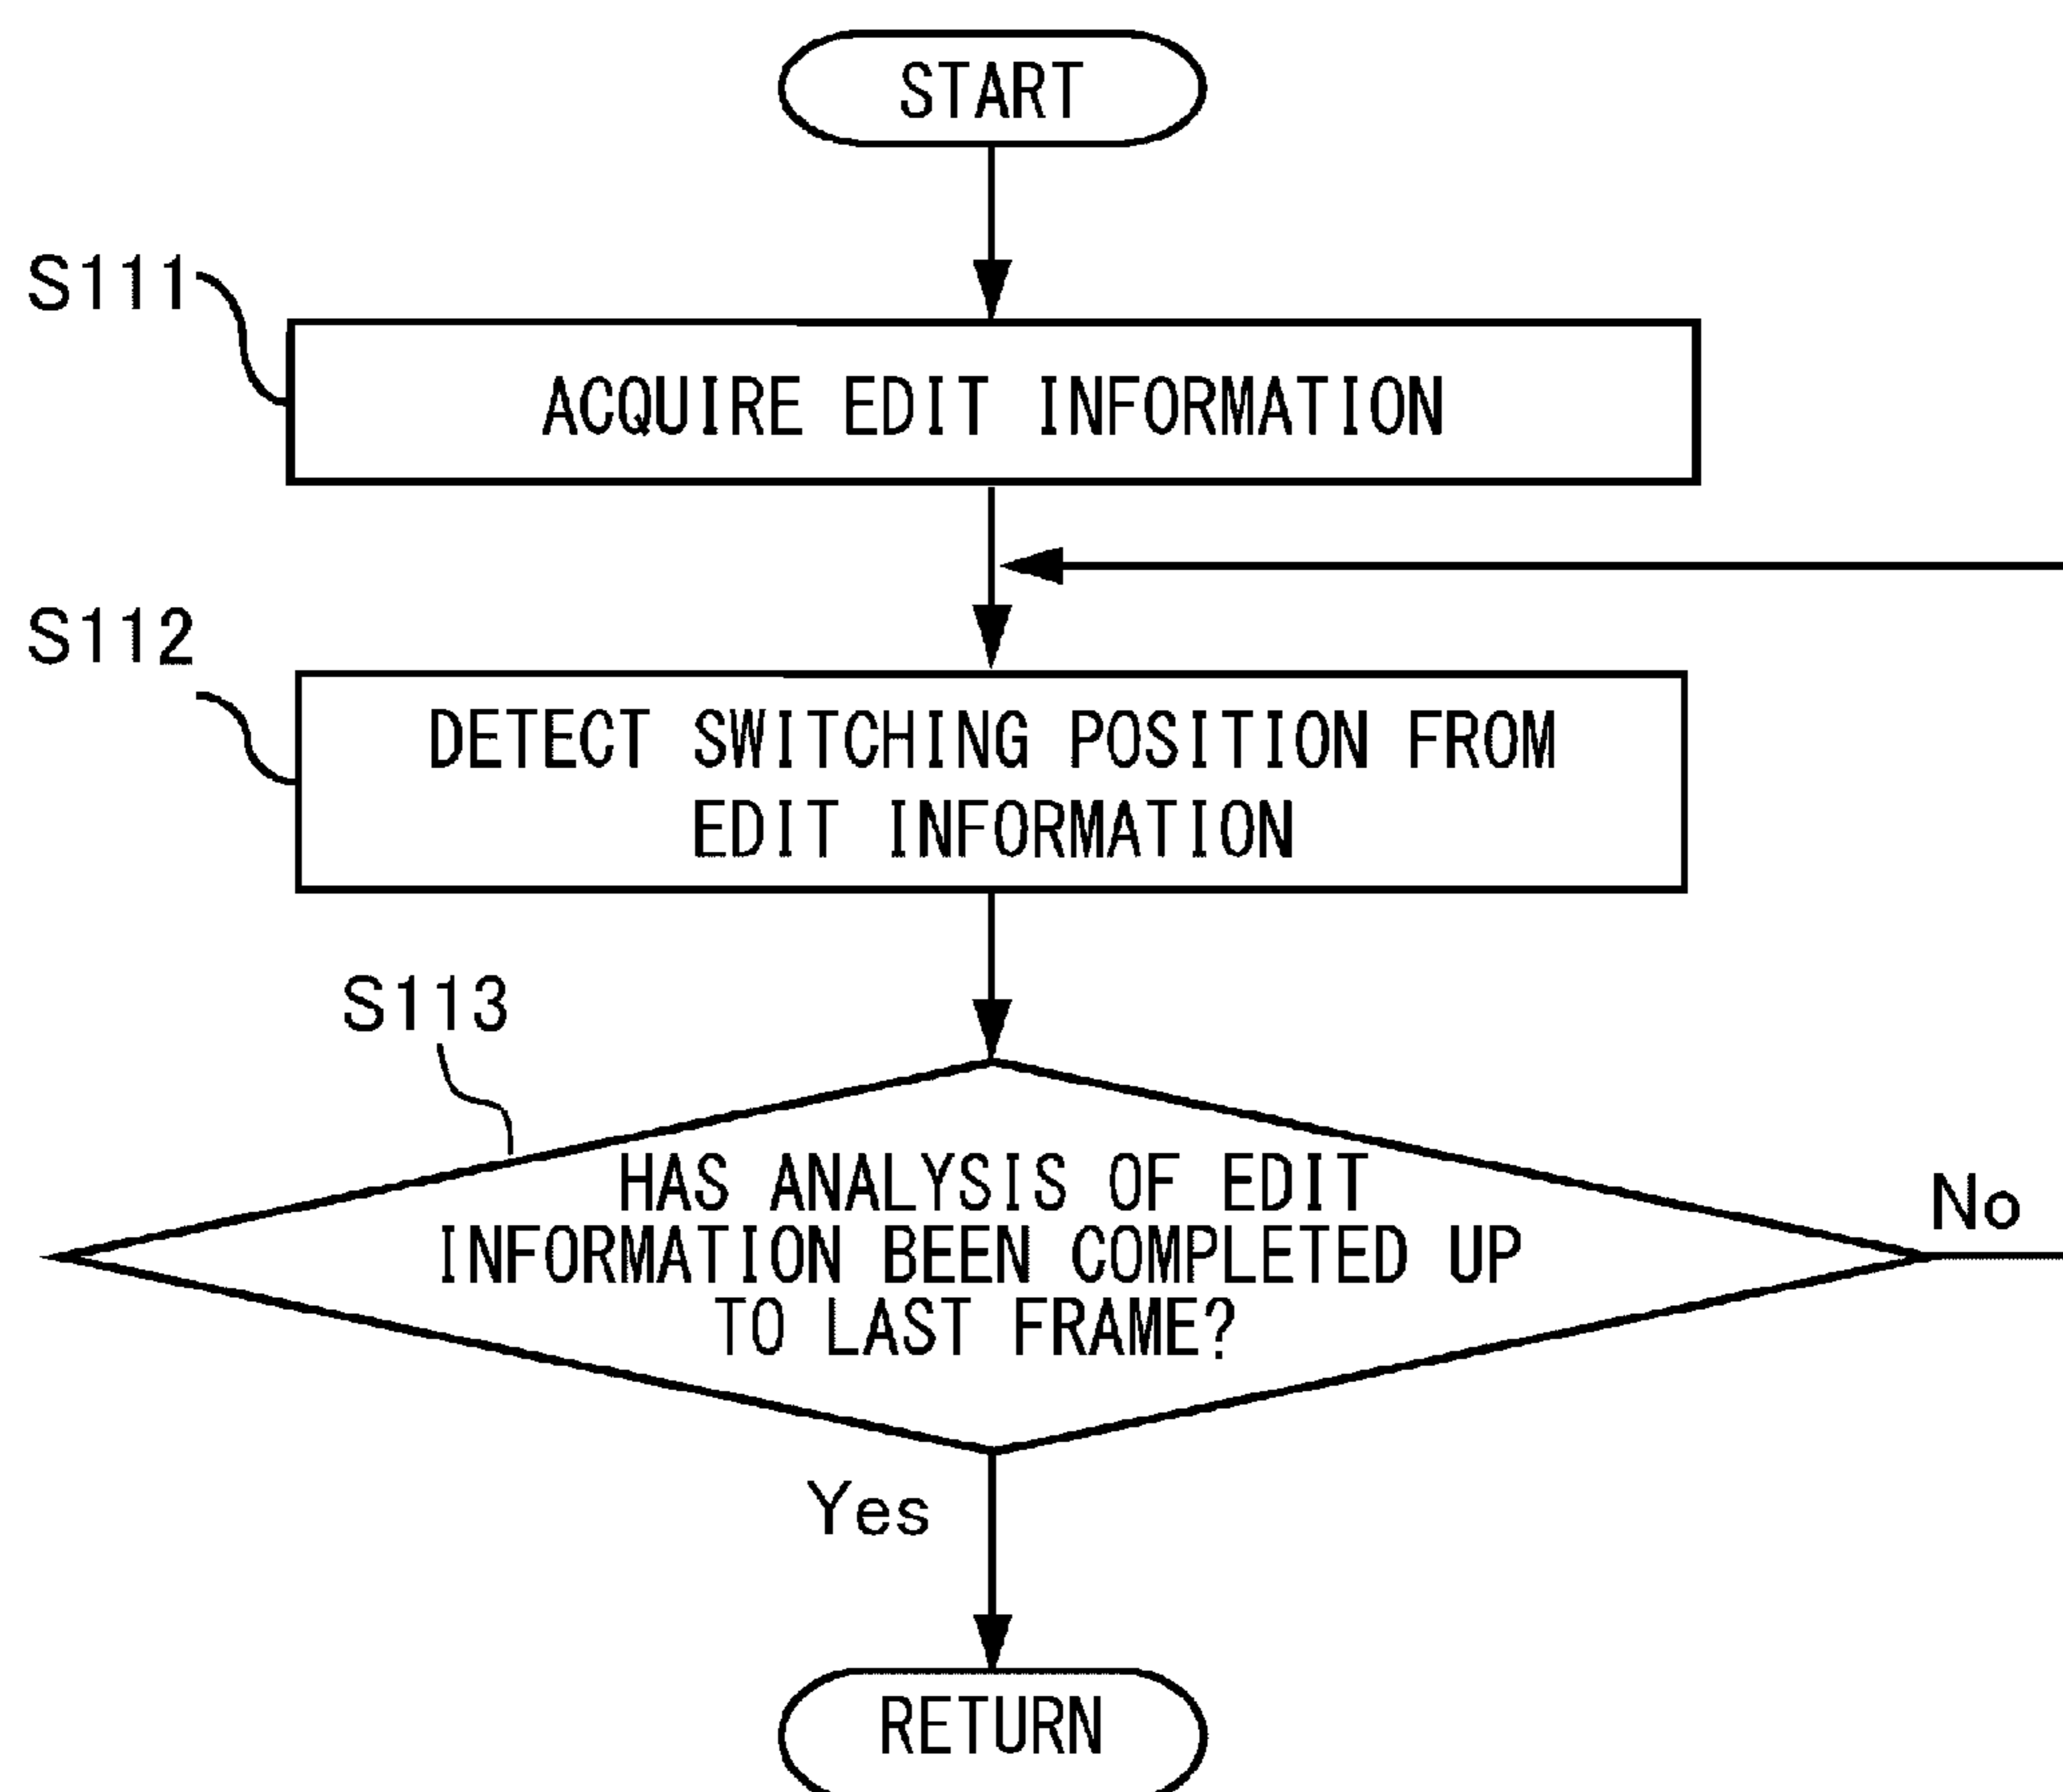 START
S111
ACQUIRE EDIT INFORMATION
S112
DETECT SWITCHING POSITION FROM
EDIT INFORMATION
S113
HAS ANALYSIS OF EDIT
INFORMATION BEEN COMPLETED UP
TO LAST FRAME?
No
Yes
RETURN